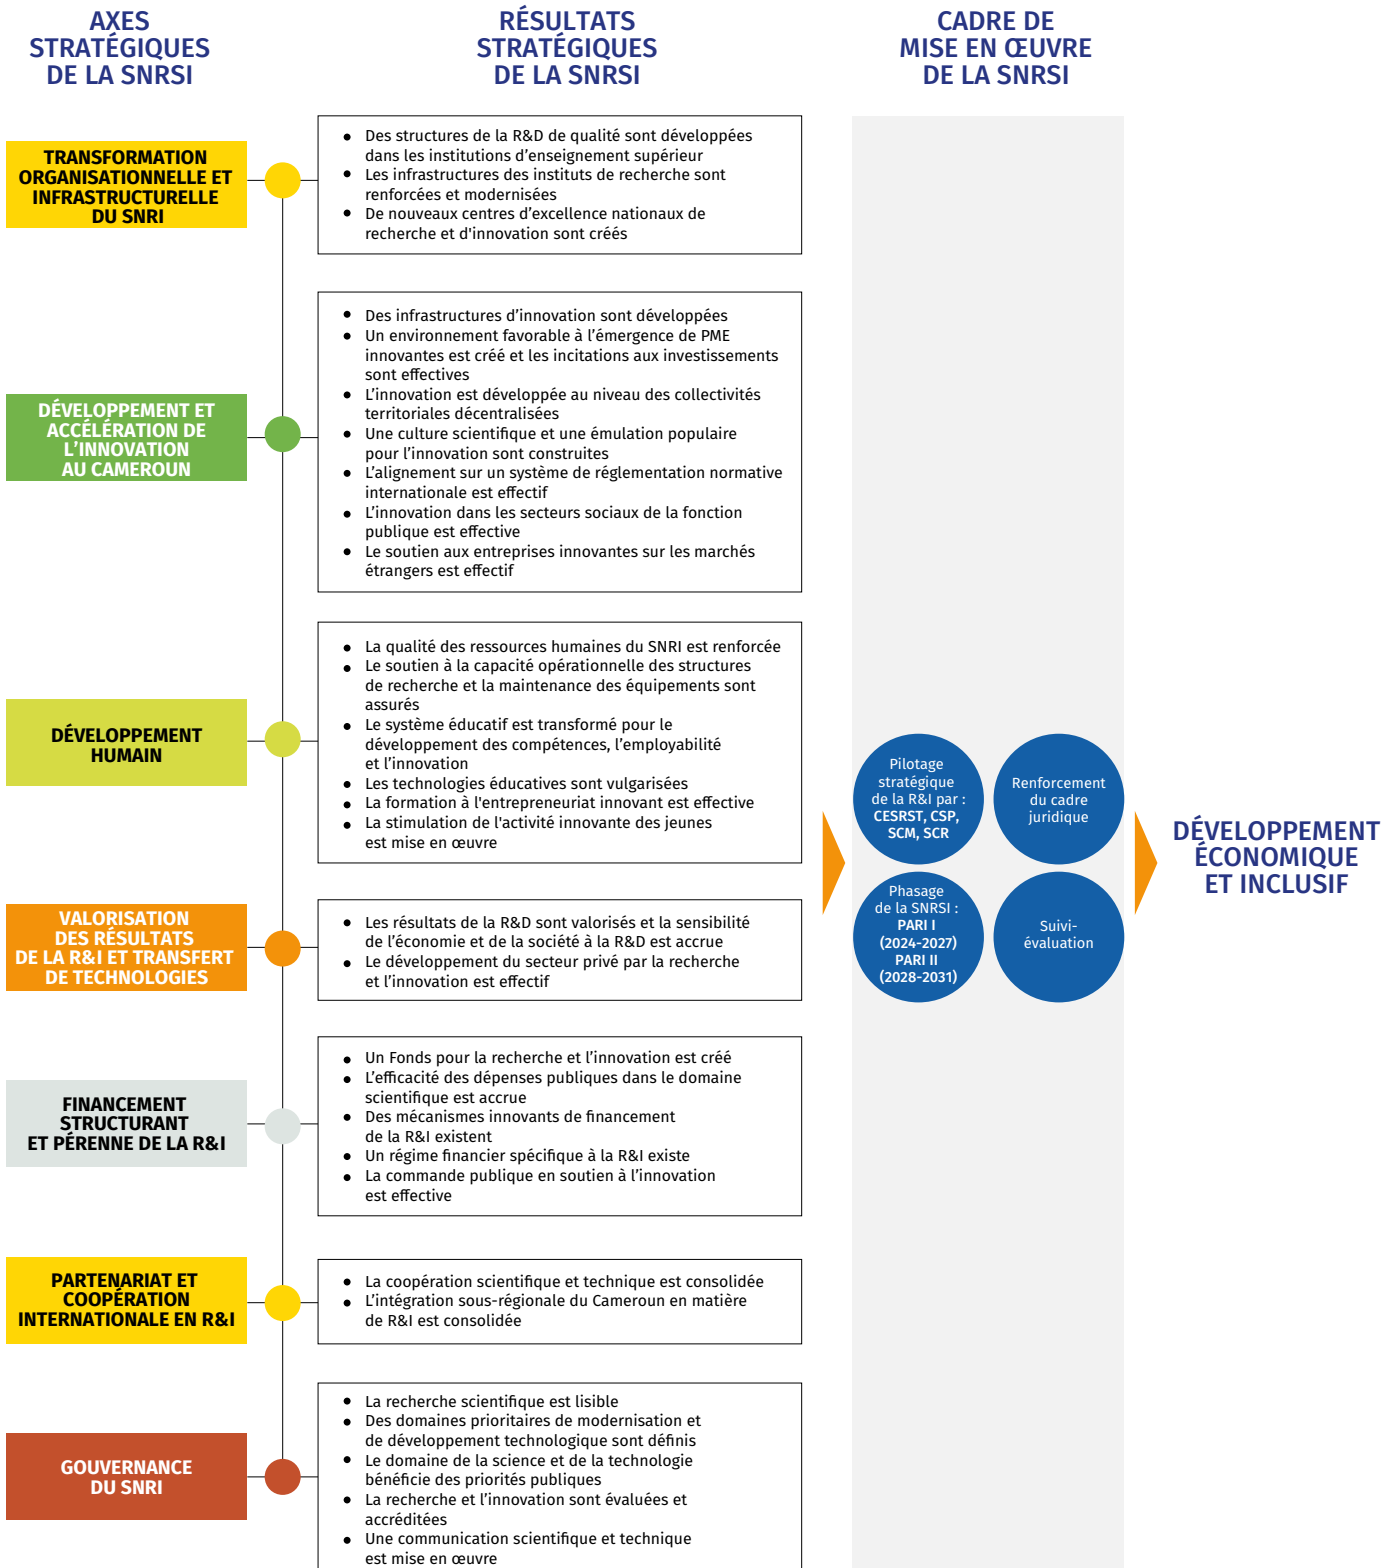 AXES
STRATÉGIQUES
DE LA SNRSI
RÉSULTATS
STRATÉGIQUES
DE LA SNRSI
CADRE DE
MISE EN ŒUVRE
DE LA SNRSI
TRANSFORMATION
ORGANISATIONNELLE ET
INFRASTRUCTURELLE
DU SNRI
• Des structures de la R&D de qualité sont développées
dans les institutions d’enseignement supérieur
• Les infrastructures des instituts de recherche sont
renforcées et modernisées
• De nouveaux centres d’excellence nationaux de
recherche et d'innovation sont créés
DÉVELOPPEMENT ET
ACCÉLÉRATION DE
L’INNOVATION
AU CAMEROUN
• Des infrastructures d’innovation sont développées
• Un environnement favorable à l’émergence de PME
innovantes est créé et les incitations aux investissements
sont effectives
• L’innovation est développée au niveau des collectivités
territoriales décentralisées
• Une culture scientifique et une émulation populaire
pour l’innovation sont construites
• L’alignement sur un système de réglementation normative
internationale est effectif
• L’innovation dans les secteurs sociaux de la fonction
publique est effective
• Le soutien aux entreprises innovantes sur les marchés
étrangers est effectif
DÉVELOPPEMENT
HUMAIN
• La qualité des ressources humaines du SNRI est renforcée
• Le soutien à la capacité opérationnelle des structures
de recherche et la maintenance des équipements sont
assurés
• Le système éducatif est transformé pour le
développement des compétences, l’employabilité
et l’innovation
• Les technologies éducatives sont vulgarisées
• La formation à l'entrepreneuriat innovant est effective
• La stimulation de l'activité innovante des jeunes
est mise en œuvre
VALORISATION
DES RÉSULTATS
DE LA R&I ET TRANSFERT
DE TECHNOLOGIES
• Les résultats de la R&D sont valorisés et la sensibilité
de l’économie et de la société à la R&D est accrue
• Le développement du secteur privé par la recherche
et l’innovation est effectif
FINANCEMENT
STRUCTURANT
ET PÉRENNE DE LA R&I
• Un Fonds pour la recherche et l’innovation est créé
• L’efficacité des dépenses publiques dans le domaine
scientifique est accrue
• Des mécanismes innovants de financement
de la R&I existent
• Un régime financier spécifique à la R&I existe
• La commande publique en soutien à l’innovation
est effective
PARTENARIAT ET
COOPÉRATION
INTERNATIONALE EN R&I
• La coopération scientifique et technique est consolidée
• L’intégration sous-régionale du Cameroun en matière
de R&I est consolidée
GOUVERNANCE
DU SNRI
• La recherche scientifique est lisible
• Des domaines prioritaires de modernisation et
de développement technologique sont définis
• Le domaine de la science et de la technologie
bénéficie des priorités publiques
• La recherche et l’innovation sont évaluées et
accréditées
• Une communication scientifique et technique
est mise en œuvre
Pilotage
stratégique
de la R&I par :
CESRST, CSP,
SCM, SCR
Renforcement
du cadre
juridique
Phasage
de la SNRSI :
PARI I
(2024-2027)
PARI II
(2028-2031)
Suivi-
évaluation
DÉVELOPPEMENT
ÉCONOMIQUE
ET INCLUSIF